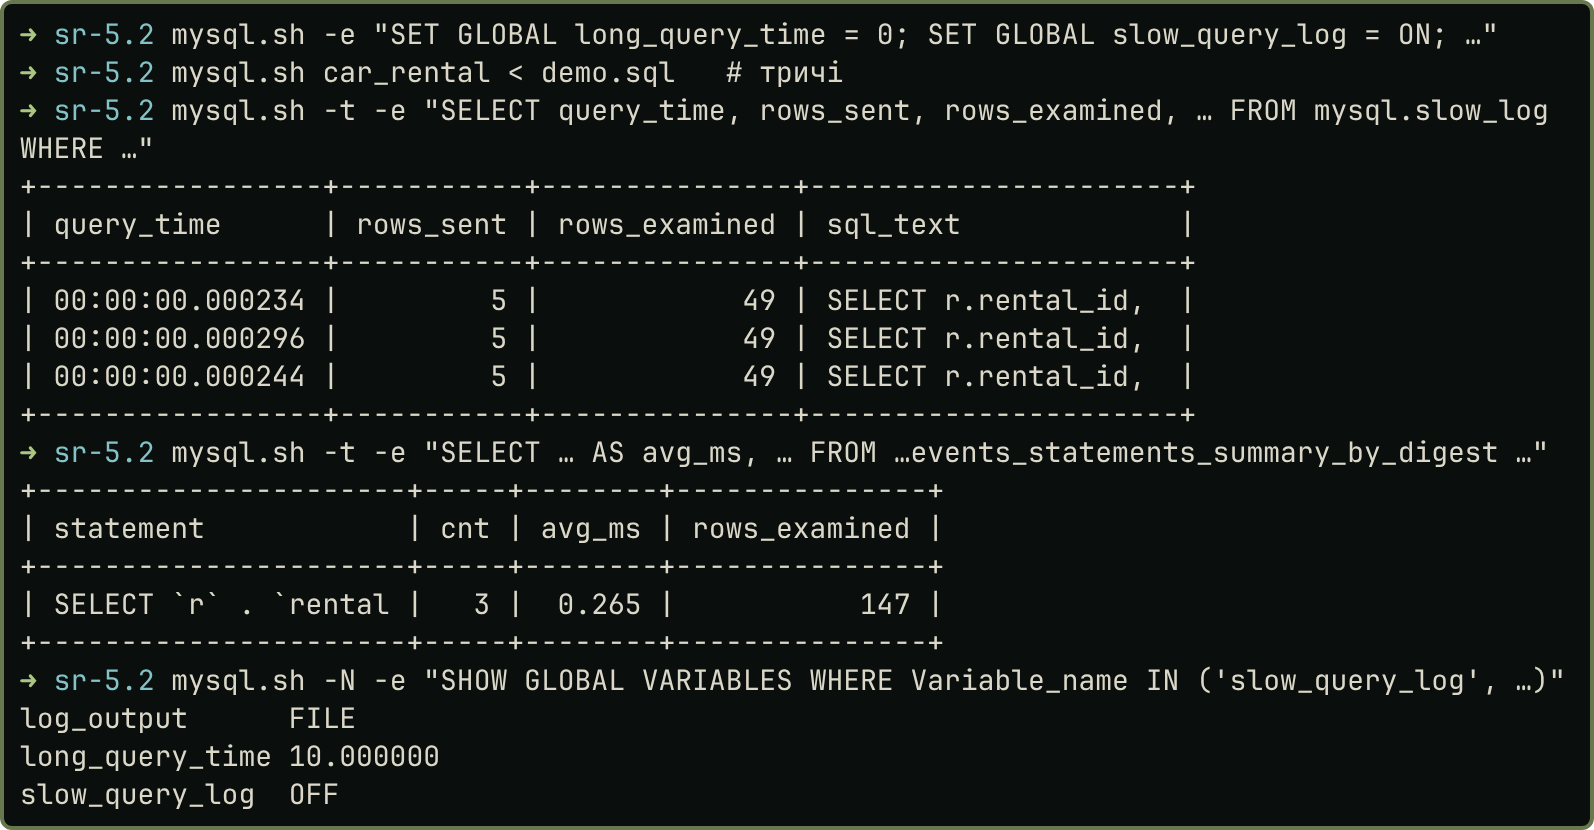 → sr-5.2 mysql.sh -e "SET GLOBAL long_query_time = 0; SET GLOBAL slow_query_log = ON; …"
→ sr-5.2 mysql.sh car_rental < demo.sql   # тричі
→ sr-5.2 mysql.sh -t -e "SELECT query_time, rows_sent, rows_examined, … FROM mysql.slow_log
WHERE …"
+-----------------+-----------+---------------+----------------------+
| query_time      | rows_sent | rows_examined | sql_text             |
+-----------------+-----------+---------------+----------------------+
| 00:00:00.000234 |         5 |            49 | SELECT r.rental_id,  |
| 00:00:00.000296 |         5 |            49 | SELECT r.rental_id,  |
| 00:00:00.000244 |         5 |            49 | SELECT r.rental_id,  |
+-----------------+-----------+---------------+----------------------+
→ sr-5.2 mysql.sh -t -e "SELECT … AS avg_ms, … FROM …events_statements_summary_by_digest …"
+----------------------+-----+--------+---------------+
| statement            | cnt | avg_ms | rows_examined |
+----------------------+-----+--------+---------------+
| SELECT `r` . `rental |   3 |  0.265 |           147 |
+----------------------+-----+--------+---------------+
→ sr-5.2 mysql.sh -N -e "SHOW GLOBAL VARIABLES WHERE Variable_name IN ('slow_query_log', …)"
log_output      FILE
long_query_time 10.000000
slow_query_log  OFF